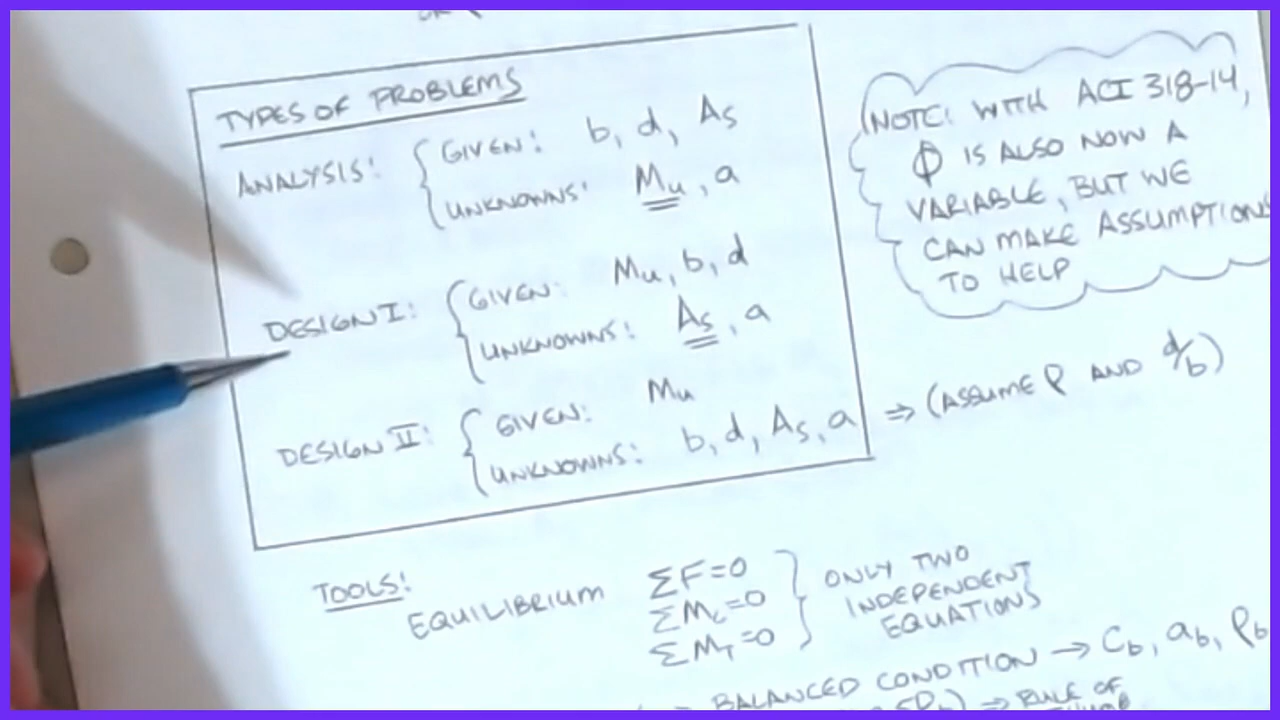 TYPES OF PROBLEMS
ANALYSIS: { GIVEN: b, d, As
UNKNOWNS: Mu, a
DESIGN I: { GIVEN: Mu, b, d
UNKNOWNS: As, a
DESIGN II: { GIVEN: Mu
UNKNOWNS: b, d, As, a ⇒ (ASSUME ρ AND d/b)
NOTE: WITH ACI 318-14,
Φ IS ALSO NOW A
VARIABLE, BUT WE
CAN MAKE ASSUMPTIONS
TO HELP
TOOLS:
EQUILIBRIUM ΣF=0
ΣMc=0
ΣMT=0
} ONLY TWO
INDEPENDENT
EQUATIONS
BALANCED CONDITION → Cb, ab, ρb
⇒ RULE OF